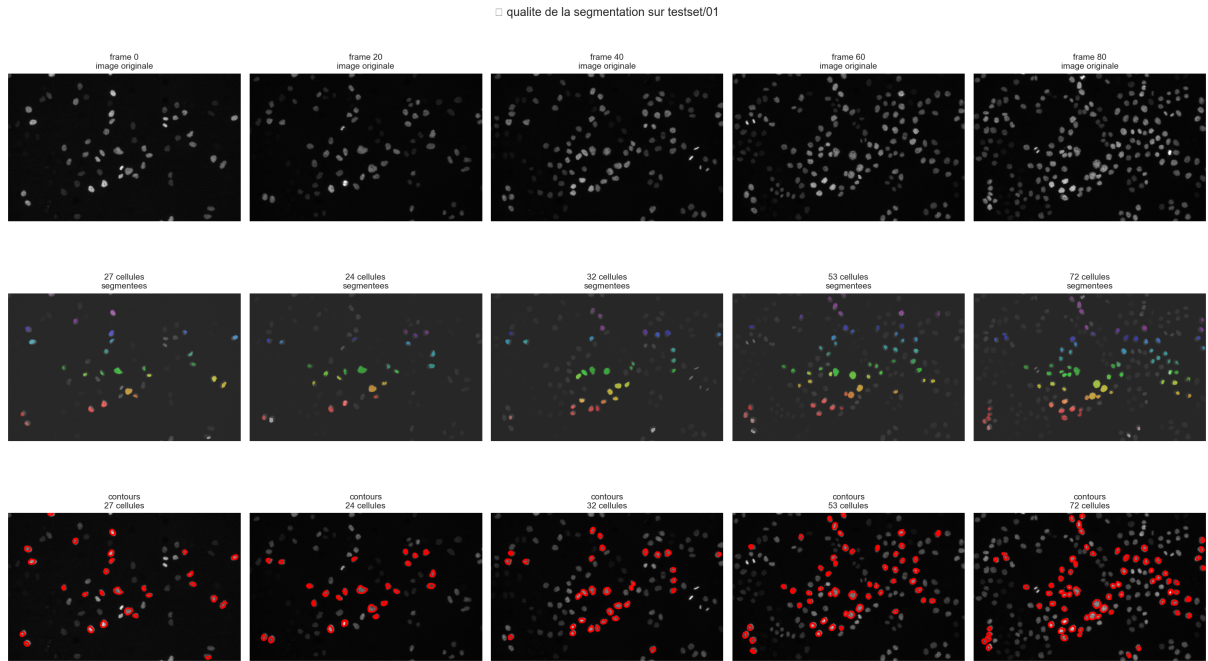 qualite de la segmentation sur testset/01
frame 0
image originale
frame 20
image originale
frame 40
image originale
frame 60
image originale
frame 80
image originale
27 cellules
segmentees
24 cellules
segmentees
32 cellules
segmentees
53 cellules
segmentees
72 cellules
segmentees
contours
27 cellules
contours
24 cellules
contours
32 cellules
contours
53 cellules
contours
72 cellules